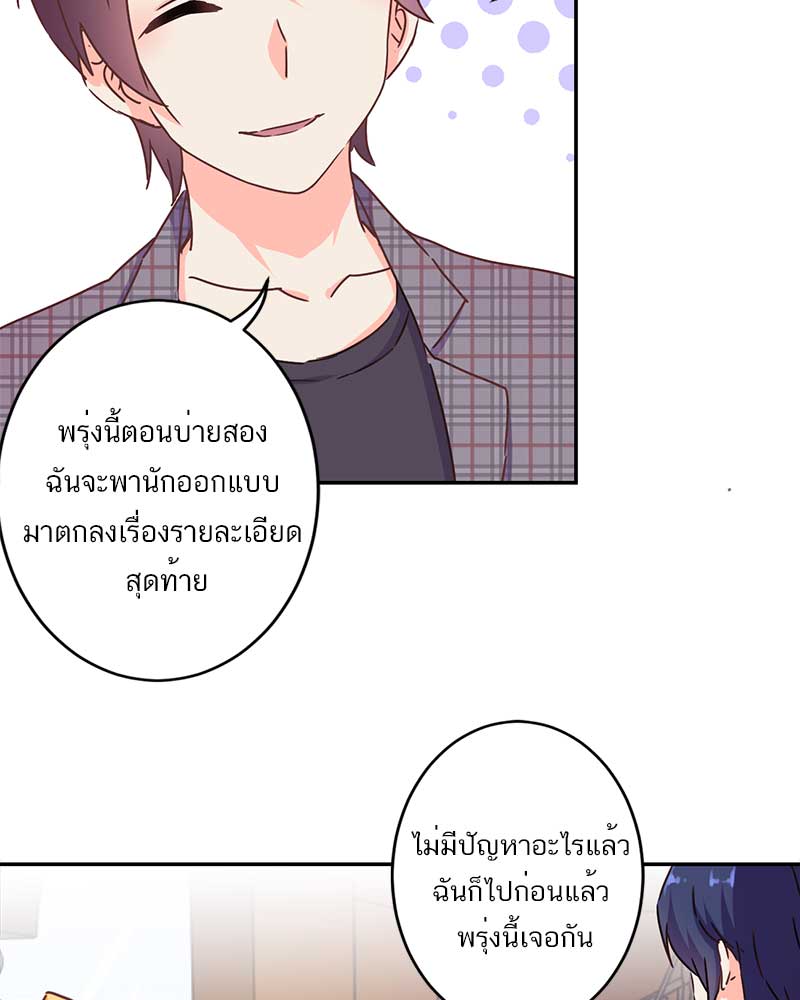 พรุ่งนี้ตอนบ่ายสอง
ฉันจะพานักออกแบบ
มาตกลงเรื่องรายละเอียด
สุดท้าย
ไม่มีปัญหาอะไรแล้ว
ฉันก็ไปก่อนแล้ว
พรุ่งนี้เจอกัน